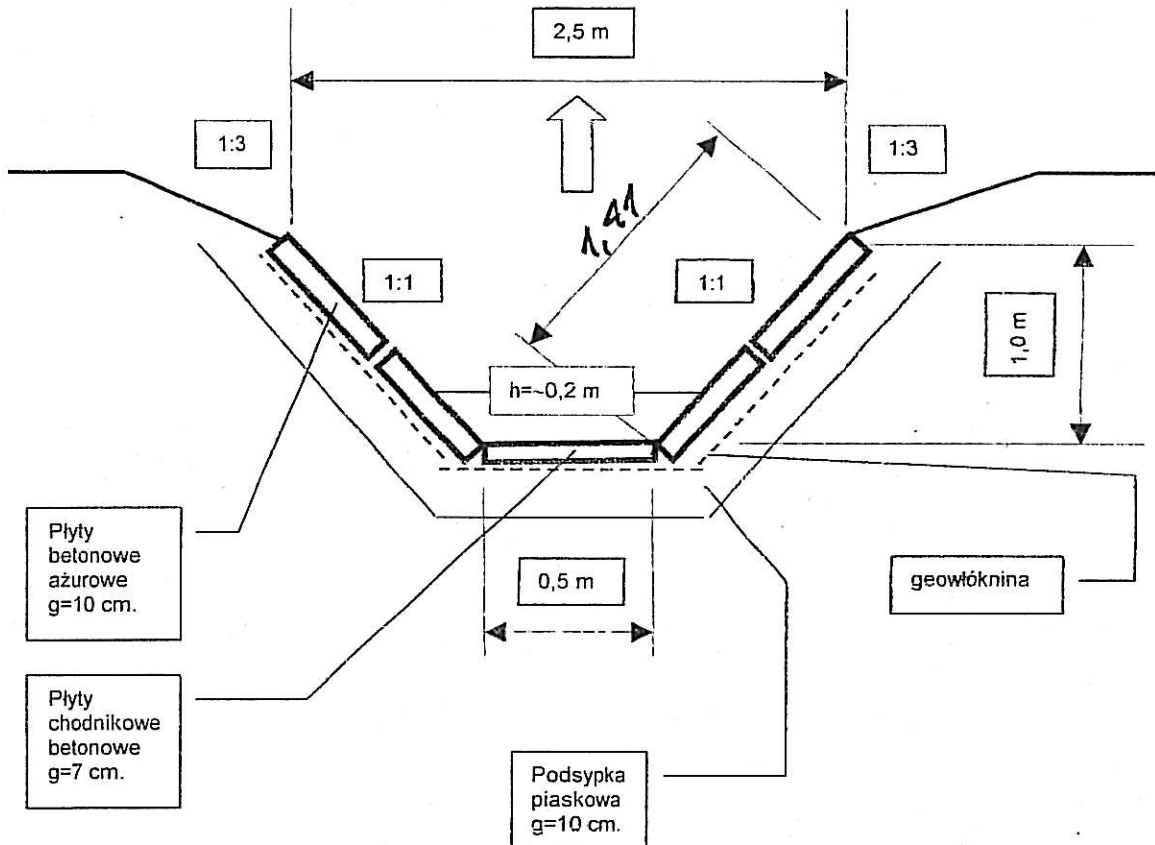 2,5 m
1:3
1:3
1,41
1:1
1:1
1,0 m
h=~0,2 m
Płyty
betonowe
ażurowe
g=10 cm.
0,5 m
geowłóknina
Płyty
chodnikowe
betonowe
g=7 cm.
Podsypka
piaskowa
g=10 cm.